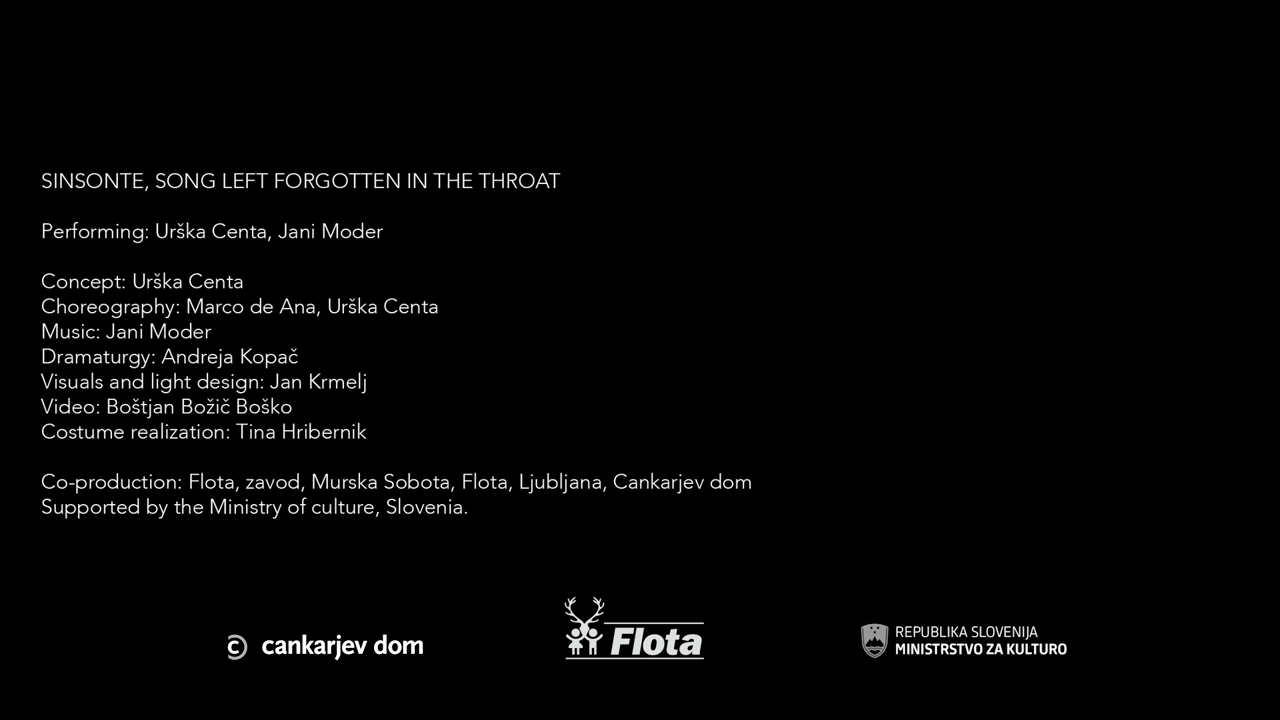 SINSONTE, SONG LEFT FORGOTTEN IN THE THROAT
Performing: Urška Centa, Jani Moder
Concept: Urška Centa
Choreography: Marco de Ana, Urška Centa
Music: Jani Moder
Dramaturgy: Andreja Kopač
Visuals and light design: Jan Krmelj
Video: Boštjan Božič Boško
Costume realization: Tina Hribernik
Co-production: Flota, zavod, Murska Sobota, Flota, Ljubljana, Cankarjev dom
Supported by the Ministry of culture, Slovenia.
c cankarjev dom
Flota
REPUBLIKA SLOVENIJA
MINISTRSTVO ZA KULTURO